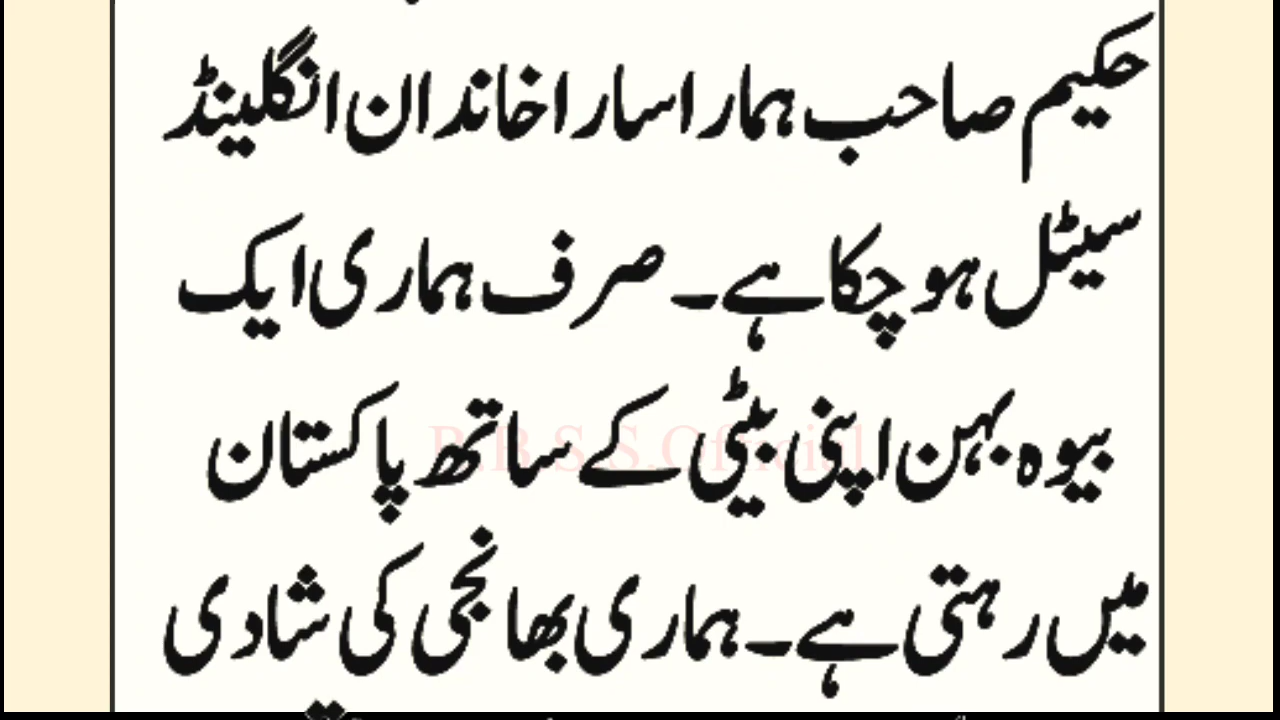 حکیم صاحب ہمارا سارا خاندان انگلینڈ
سیٹل ہو چکا ہے۔ صرف ہماری ایک
بیوہ بہن اپنی بیٹی کے ساتھ پاکستان
میں رہتی ہے۔ ہماری بھانجی کی شادی
R.B.S.S.Official